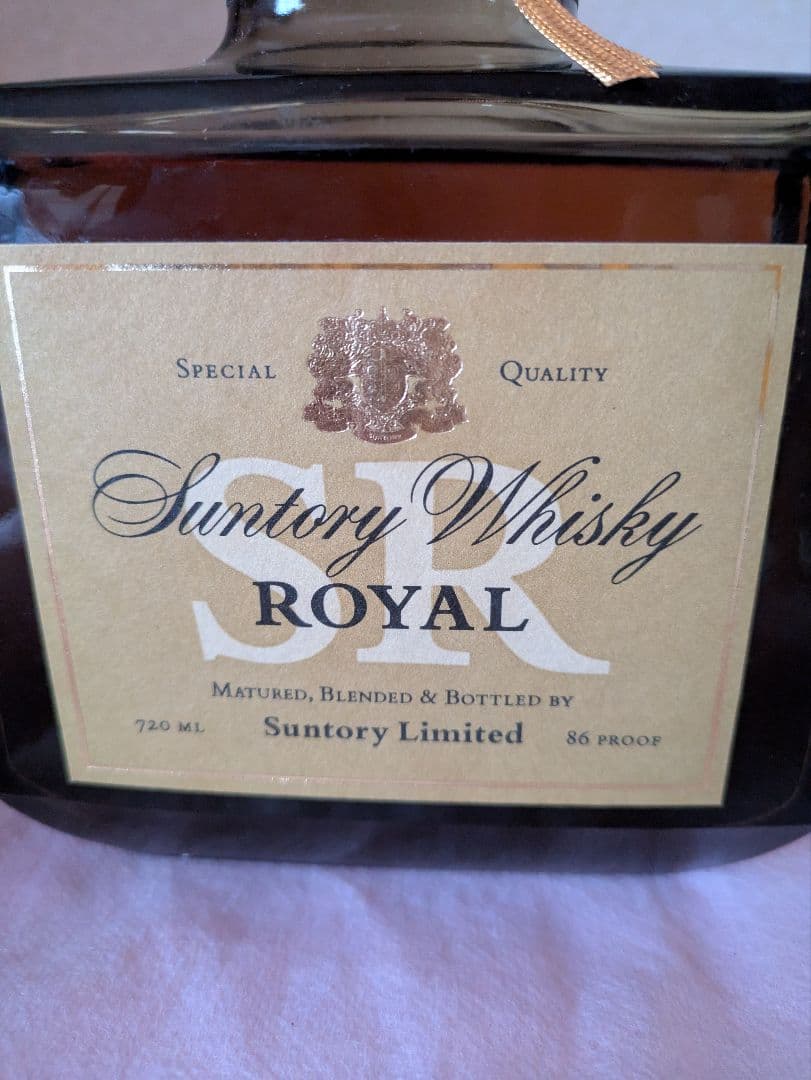 SPECIAL QUALITY
SR
Suntory Whisky
ROYAL
MATURED, BLENDED & BOTTLED BY
720 ML Suntory Limited 86 PROOF